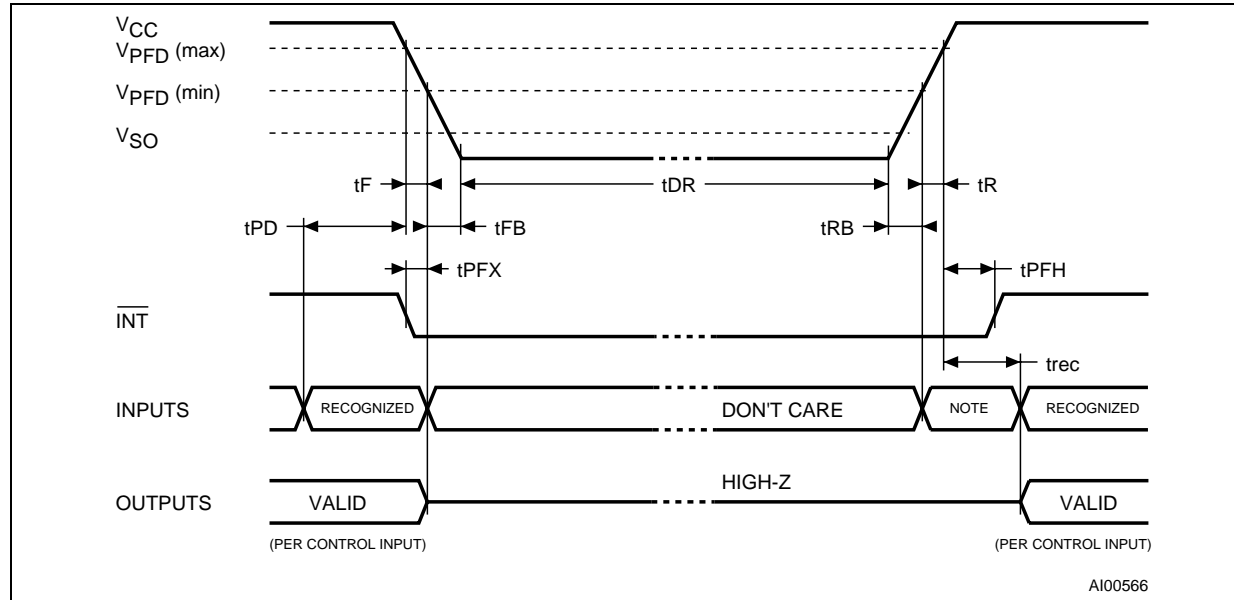 VCC
VPFD (max)
VPFD (min)
VSO
tF
tDR
tR
tPD
tFB
tRB
tPFX
tPFH
INT
trec
INPUTS
RECOGNIZED
DON'T CARE
NOTE
RECOGNIZED
HIGH-Z
OUTPUTS
VALID
VALID
(PER CONTROL INPUT)
(PER CONTROL INPUT)
AI00566